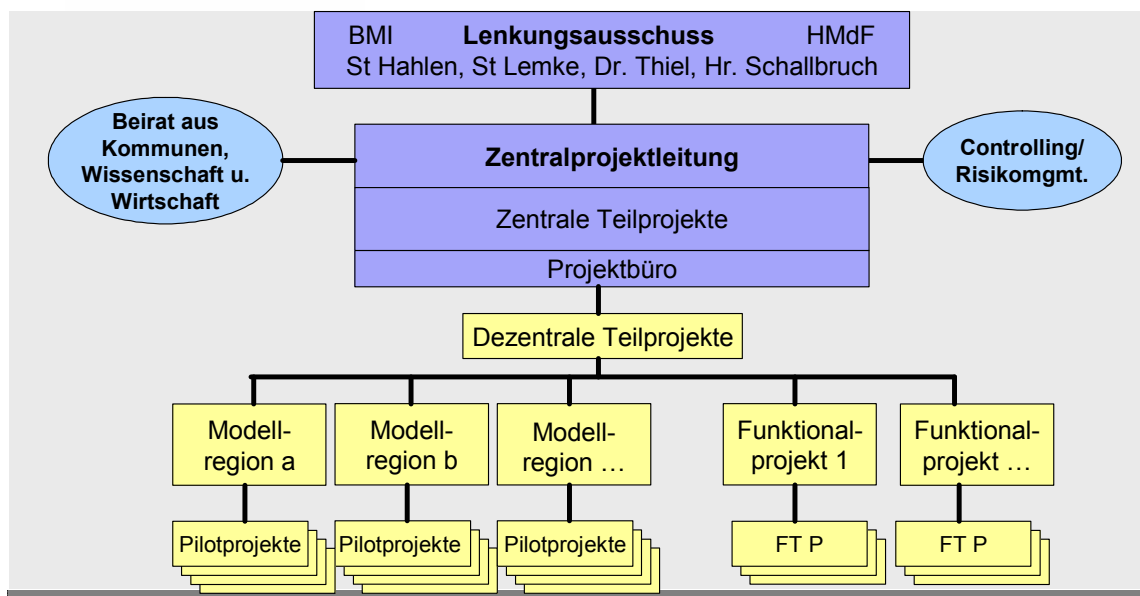 BMI Lenkungsausschuss HMdF
St Hahlen, St Lemke, Dr. Thiel, Hr. Schallbruch
Beirat aus
Kommunen,
Wissenschaft u.
Wirtschaft
Zentralprojektleitung
Controlling/
Risikomgmt.
Zentrale Teilprojekte
Projektbüro
Dezentrale Teilprojekte
Modell-
region a
Modell-
region b
Modell-
region …
Funktional-
projekt 1
Funktional-
projekt …
Pilotprojekte
Pilotprojekte
Pilotprojekte
FT P
FT P